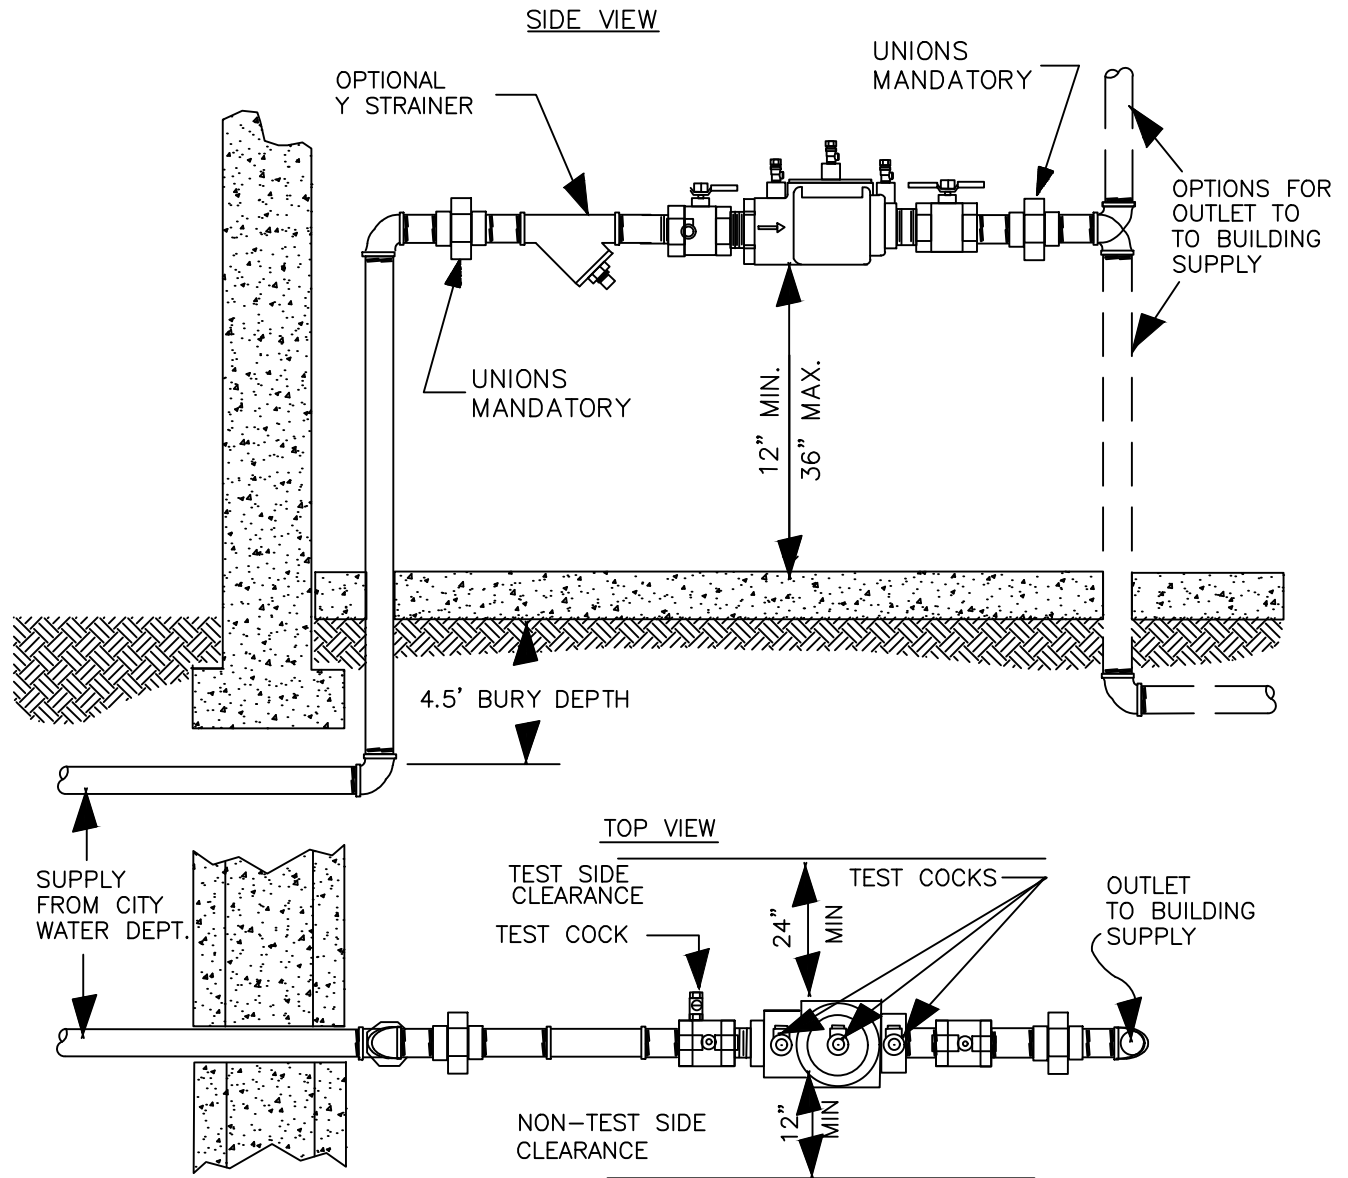 SIDE VIEW
OPTIONAL
Y STRAINER
UNIONS
MANDATORY
OPTIONS FOR
OUTLET TO
TO BUILDING
SUPPLY
UNIONS
MANDATORY
12" MIN.
36" MAX.
4.5' BURY DEPTH
TOP VIEW
SUPPLY
FROM CITY
WATER DEPT.
TEST SIDE
CLEARANCE
TEST COCK
24"
MIN
TEST COCKS
OUTLET
TO BUILDING
SUPPLY
NON-TEST SIDE
CLEARANCE
12"
MIN